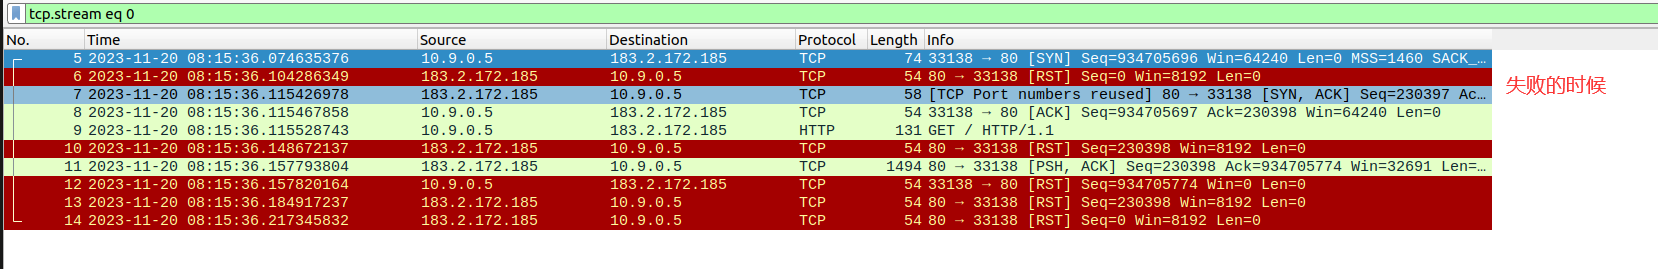 tcp.stream eq 0
No. Time Source Destination Protocol Length Info
5 2023-11-20 08:15:36.074635376 10.9.0.5 183.2.172.185 TCP 74 33138 → 80 [SYN] Seq=934705696 Win=64240 Len=0 MSS=1460 SACK_…
6 2023-11-20 08:15:36.104286349 183.2.172.185 10.9.0.5 TCP 54 80 → 33138 [RST] Seq=0 Win=8192 Len=0
7 2023-11-20 08:15:36.115426978 183.2.172.185 10.9.0.5 TCP 58 [TCP Port numbers reused] 80 → 33138 [SYN, ACK] Seq=230397 Ac…
8 2023-11-20 08:15:36.115467858 10.9.0.5 183.2.172.185 TCP 54 33138 → 80 [ACK] Seq=934705697 Ack=230398 Win=64240 Len=0
9 2023-11-20 08:15:36.115528743 10.9.0.5 183.2.172.185 HTTP 131 GET / HTTP/1.1
10 2023-11-20 08:15:36.148672137 183.2.172.185 10.9.0.5 TCP 54 80 → 33138 [RST] Seq=230398 Win=8192 Len=0
11 2023-11-20 08:15:36.157793804 183.2.172.185 10.9.0.5 TCP 1494 80 → 33138 [PSH, ACK] Seq=230398 Ack=934705774 Win=32691 Len=…
12 2023-11-20 08:15:36.157820164 10.9.0.5 183.2.172.185 TCP 54 33138 → 80 [RST] Seq=934705774 Win=0 Len=0
13 2023-11-20 08:15:36.184917237 183.2.172.185 10.9.0.5 TCP 54 80 → 33138 [RST] Seq=230398 Win=8192 Len=0
14 2023-11-20 08:15:36.217345832 183.2.172.185 10.9.0.5 TCP 54 80 → 33138 [RST] Seq=0 Win=8192 Len=0
失败的时候